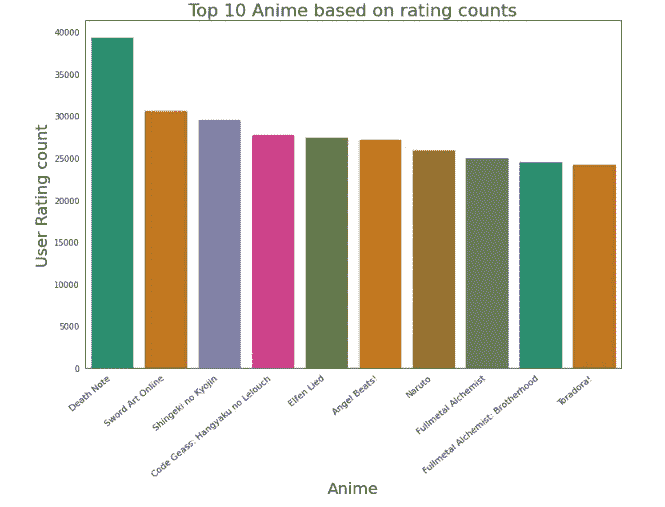 Top 10 Anime based on rating counts
User Rating count
40000
35000
30000
25000
20000
15000
10000
5000
0
Death Note
Sword Art Online
Shingeki no Kyojin
Code Geass: Hangyaku no Lelouch
Elfen Lied
Angel Beats!
Naruto
Fullmetal Alchemist
Fullmetal Alchemist: Brotherhood
Toradora!
Anime